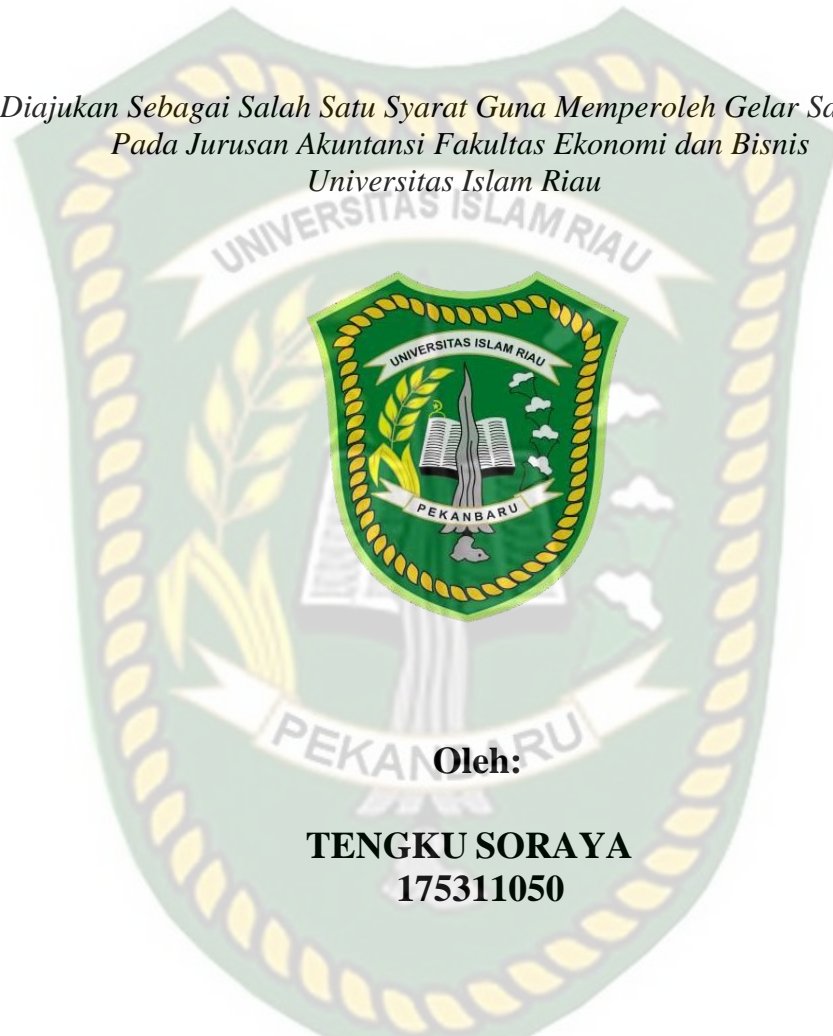 Diajukan Sebagai Salah Satu Syarat Guna Memperoleh Gelar
Pada Jurusan Akuntansi Fakultas Ekonomi dan Bisnis
Universitas Islam Riau
UNIVERSITAS ISLAM RIAU
UNIVERSITAS ISLAM RIAU
PEKANBARU
PEKANBARU
Oleh:
TENGKU SORAYA
175311050